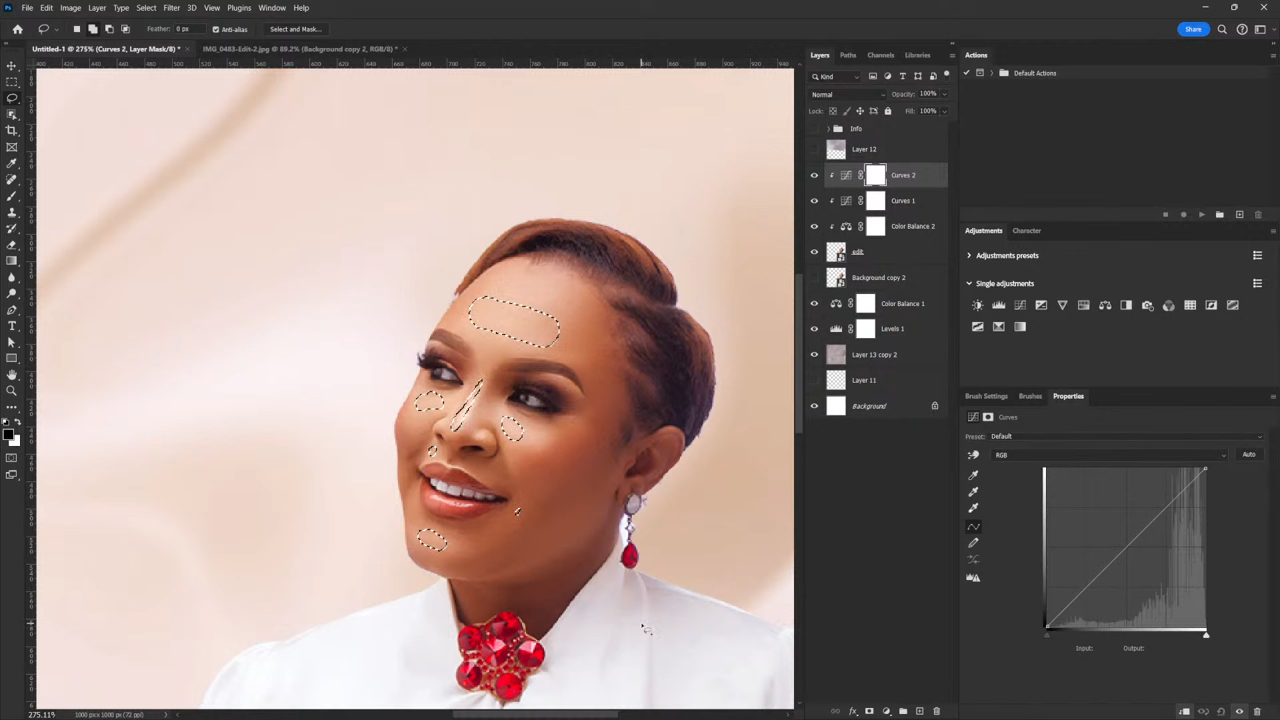 File Edit Image Layer Type Select Filter 3D View Plugins Window Help
Feather: 0 px Anti-alias Select and Mask... Share
Untitled-1 @ 275% (Curves 2, Layer Mask/8) * × IMG_0483-Edit-2.jpg @ 89.2% (Background copy 2, RGB/8) * ×
Layers Paths Channels Libraries
Kind
Normal Opacity: 100%
Lock: Fill: 100%
Info
Layer 12
Curves 2
Curves 1
Color Balance 2
edit
Background copy 2
Color Balance 1
Levels 1
Layer 13 copy 2
Layer 11
Background
Actions
Default Actions
Adjustments Character
Adjustments presets
Single adjustments
Brush Settings Brushes Properties
Curves
Preset: Default
RGB Auto
Input: Output:
275.11% 1000 px x 1000 px (72 ppi)